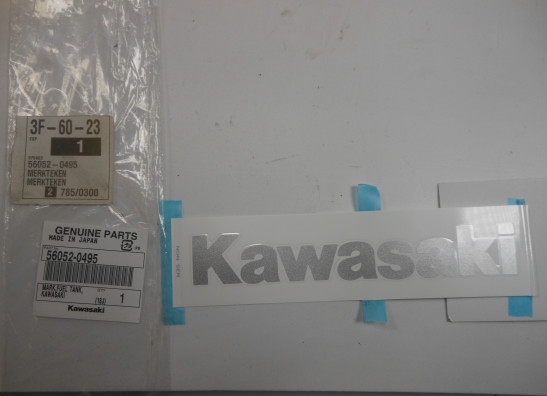 3F-60-23
1
56052-0495
MERKTEKEN
MERKTEKEN
2 785/0300
GENUINE PARTS
MADE IN JAPAN
56052-0495
MARK,FUEL TANK,
KAWASAKI
1
Kawasaki
Kawasaki